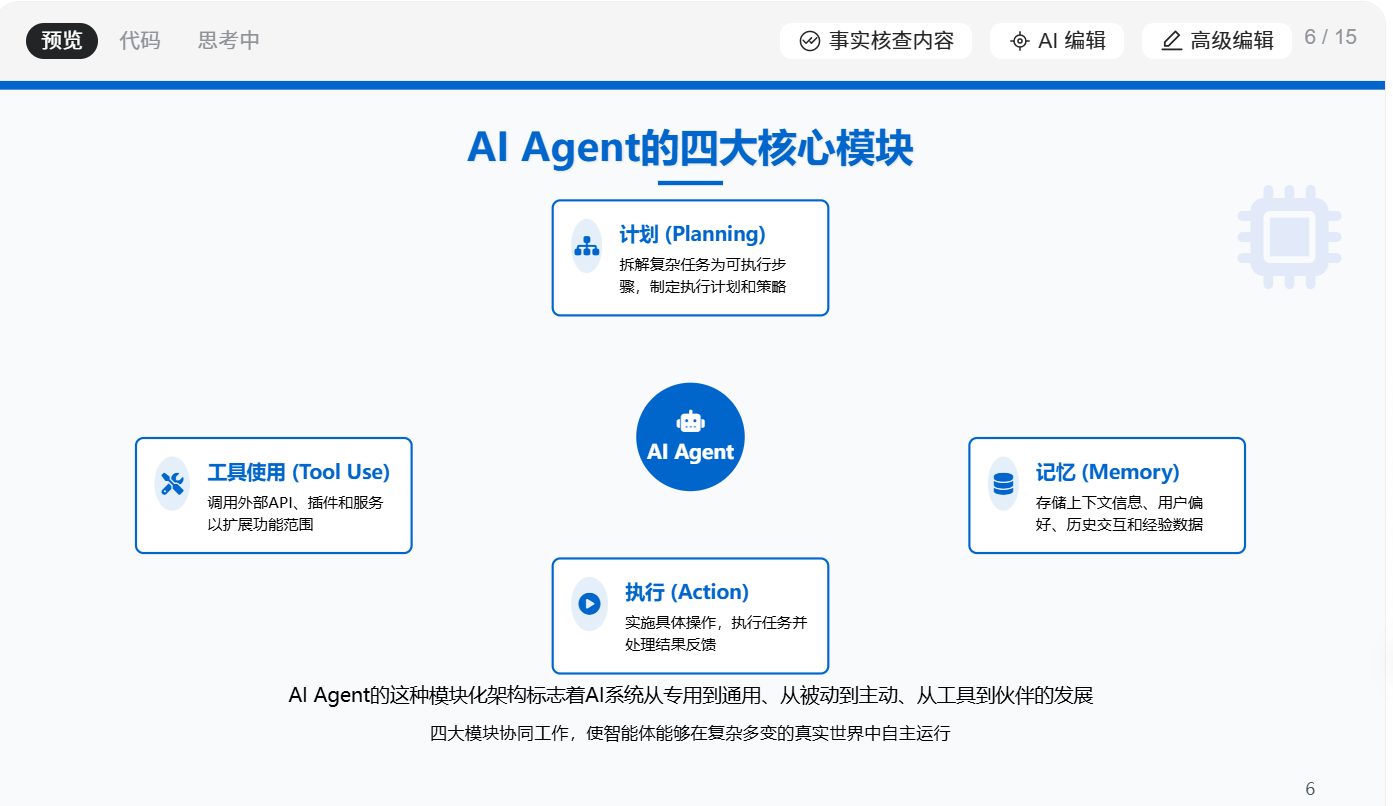 预览 代码 思考中 事实核查内容 AI 编辑 高级编辑 6 / 15
AI Agent的四大核心模块
计划 (Planning)
拆解复杂任务为可执行步
骤，制定执行计划和策略
AI Agent
工具使用 (Tool Use)
调用外部API、插件和服务
以扩展功能范围
记忆 (Memory)
存储上下文信息、用户偏
好、历史交互和经验数据
执行 (Action)
实施具体操作，执行任务并
处理结果反馈
AI Agent的这种模块化架构标志着AI系统从专用到通用、从被动到主动、从工具到伙伴的发展
四大模块协同工作，使智能体能够在复杂多变的真实世界中自主运行
6